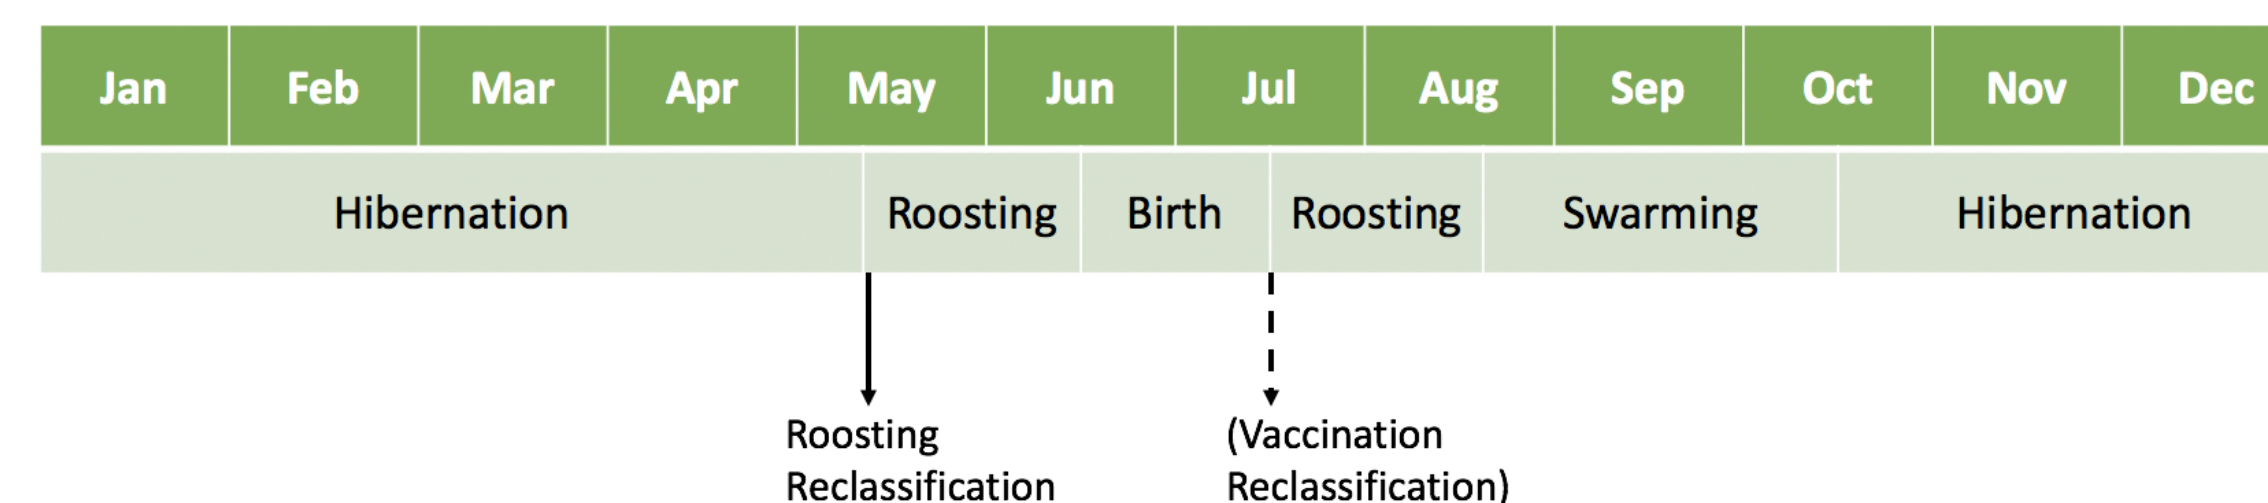 Jan Feb Mar Apr May Jun Jul Aug Sep Oct Nov Dec
Hibernation Roosting Birth Roosting Swarming Hibernation
Roosting
Reclassification
(Vaccination
Reclassification)